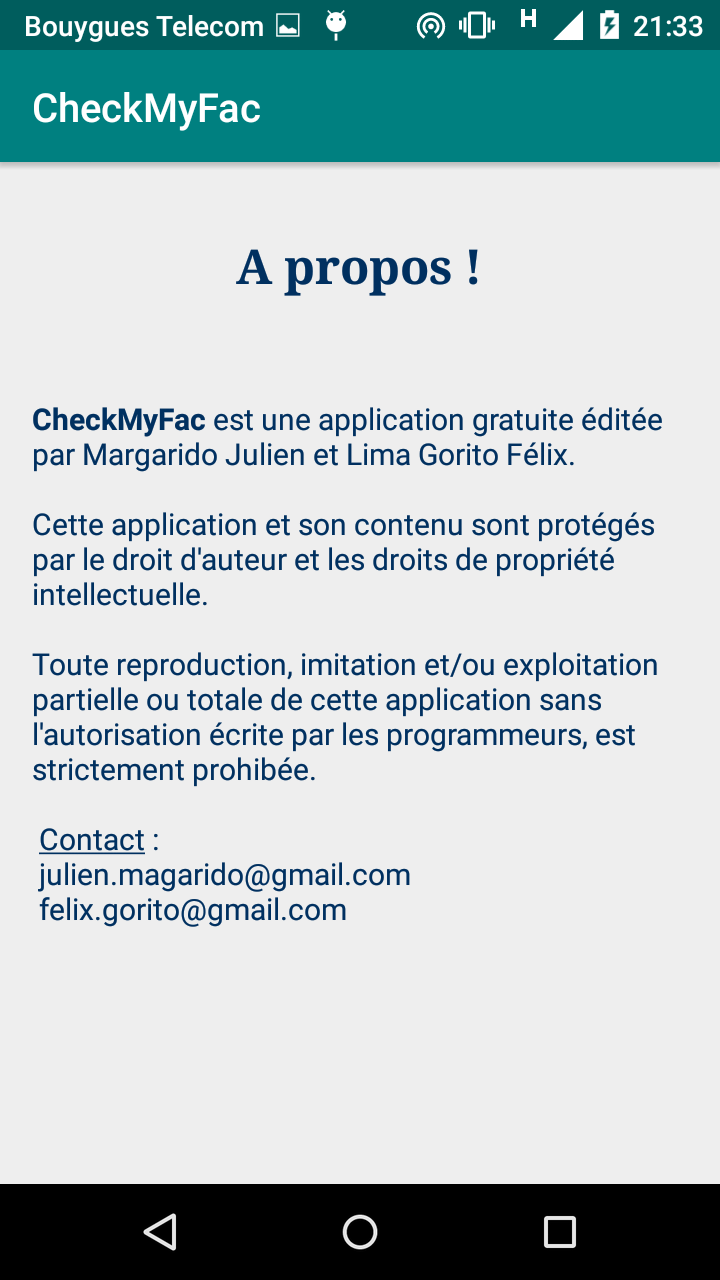 Bouygues Telecom H 21:33
CheckMyFac
A propos !
CheckMyFac est une application gratuite éditée
par Margarido Julien et Lima Gorito Félix.
Cette application et son contenu sont protégés
par le droit d'auteur et les droits de propriété
intellectuelle.
Toute reproduction, imitation et/ou exploitation
partielle ou totale de cette application sans
l'autorisation écrite par les programmeurs, est
strictement prohibée.
Contact :
julien.magarido@gmail.com
felix.gorito@gmail.com